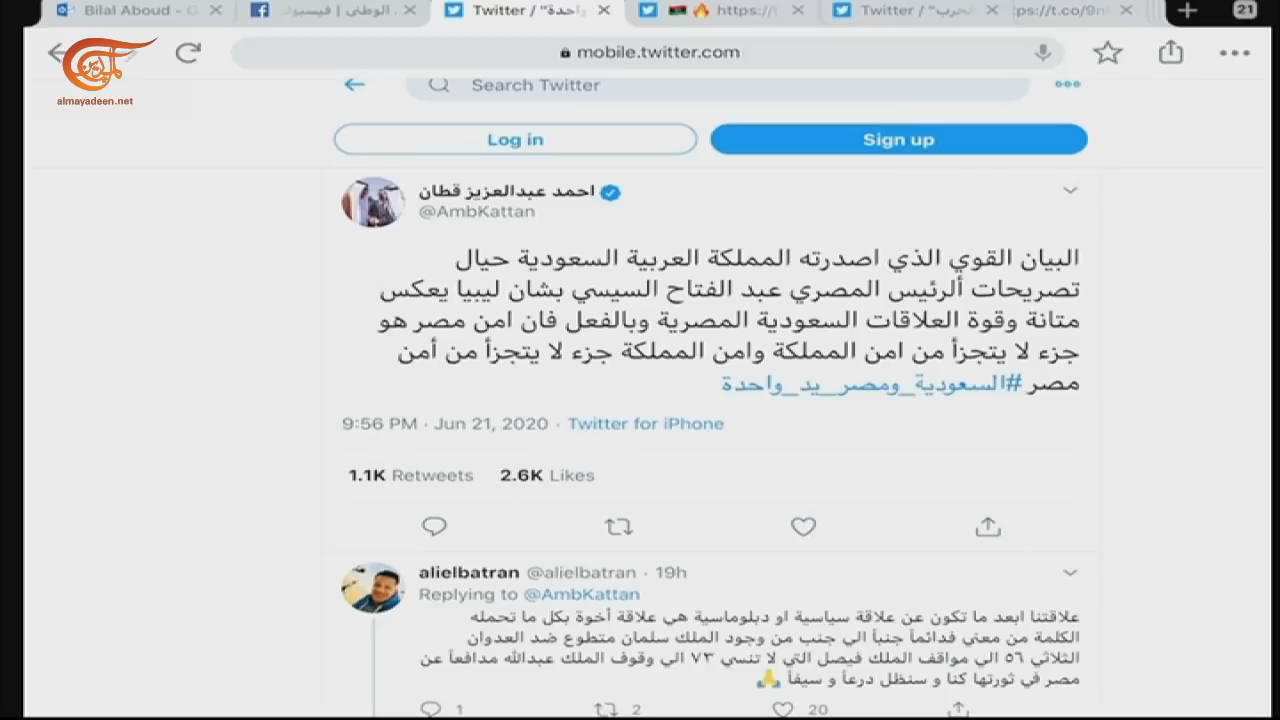 Bilal Aboud -
الوطني | فيسبوك
Twitter / "واحدة
https://t
Twitter / "الحرب
ps://t.co/9n
21
mobile.twitter.com
الميادين
almayadeen.net
Search Twitter
Log in
Sign up
احمد عبدالعزيز قطان
@AmbKattan
البيان القوي الذي اصدرته المملكة العربية السعودية حيال
تصريحات ألرئيس المصري عبد الفتاح السيسي بشان ليبيا يعكس
متانة وقوة العلاقات السعودية المصرية وبالفعل فان امن مصر هو
جزء لا يتجزأ من امن المملكة وامن المملكة جزء لا يتجزأ من أمن
مصر #السعودية_ومصر_يد_واحدة
9:56 PM · Jun 21, 2020 · Twitter for iPhone
1.1K Retweets 2.6K Likes
alielbatran @alielbatran · 19h
Replying to @AmbKattan
علاقتنا ابعد ما تكون عن علاقة سياسية او دبلوماسية هي علاقة أخوة بكل ما تحمله
الكلمة من معني فدائماً جنباً الي جنب من وجود الملك سلمان متطوع ضد العدوان
الثلاثي ٥٦ الي مواقف الملك فيصل التي لا تنسي ٧٣ الي وقوف الملك عبدالله مدافعاً عن
مصر في ثورتها كنا و سنظل درعاً و سيفاً 🙏
1 2 20